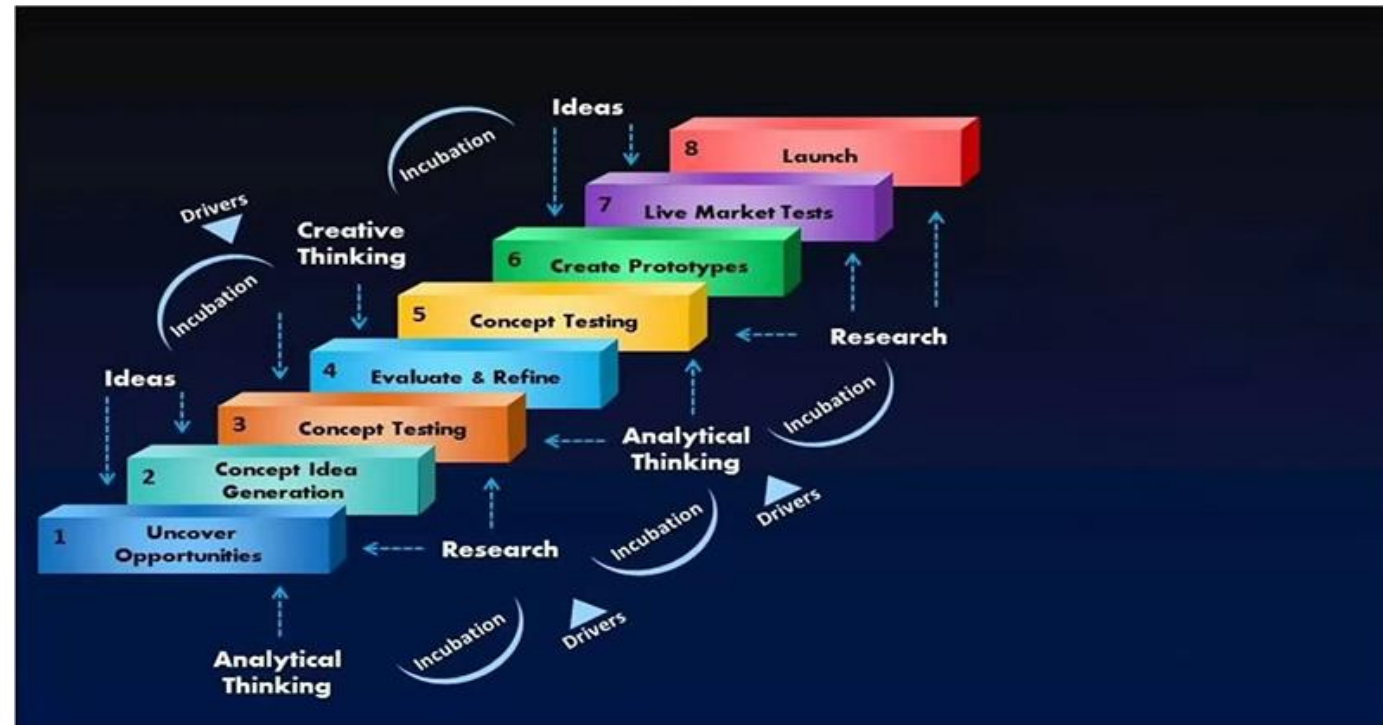 Ideas
Incubation
8
Launch
7
Live Market Tests
Drivers
Creative
Thinking
6
Create Prototypes
Incubation
5
Concept Testing
Research
Ideas
4
Evaluate & Refine
Incubation
3
Concept Testing
Analytical
Thinking
2
Concept Idea
Generation
Drivers
1
Uncover
Opportunities
Research
Incubation
Drivers
Incubation
Analytical
Thinking